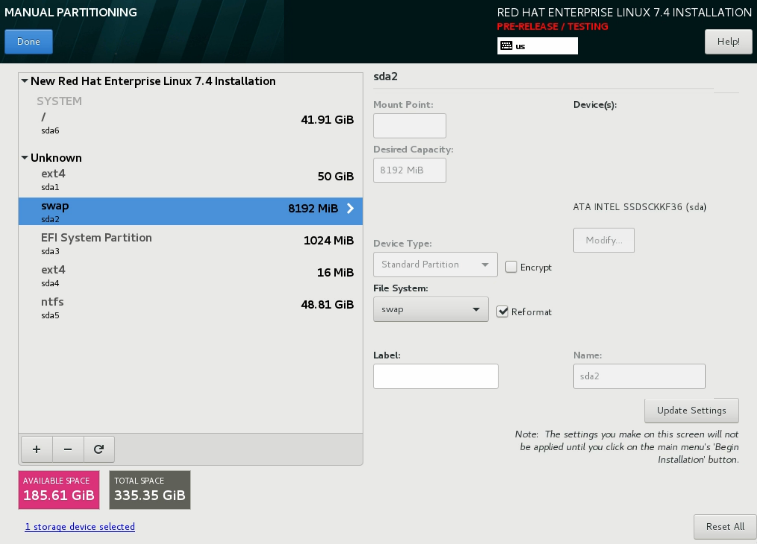 MANUAL PARTITIONING
RED HAT ENTERPRISE LINUX 7.4 INSTALLATION
PRE-RELEASE / TESTING
Done
us
Help!
New Red Hat Enterprise Linux 7.4 Installation
SYSTEM
/
41.91 GiB
sda6
Unknown
ext4
50 GiB
sda1
swap
8192 MiB
sda2
EFI System Partition
1024 MiB
sda3
ext4
16 MiB
sda4
ntfs
48.81 GiB
sda5
+ −
AVAILABLE SPACE
185.61 GiB
TOTAL SPACE
335.35 GiB
1 storage device selected
sda2
Mount Point:
Device(s):
Desired Capacity:
8192 MiB
ATA INTEL SSDSCKKF36 (sda)
Modify...
Device Type:
Standard Partition
Encrypt
File System:
swap
Reformat
Label:
Name:
sda2
Update Settings
Note: The settings you make on this screen will not
be applied until you click on the main menu's 'Begin
Installation' button.
Reset All